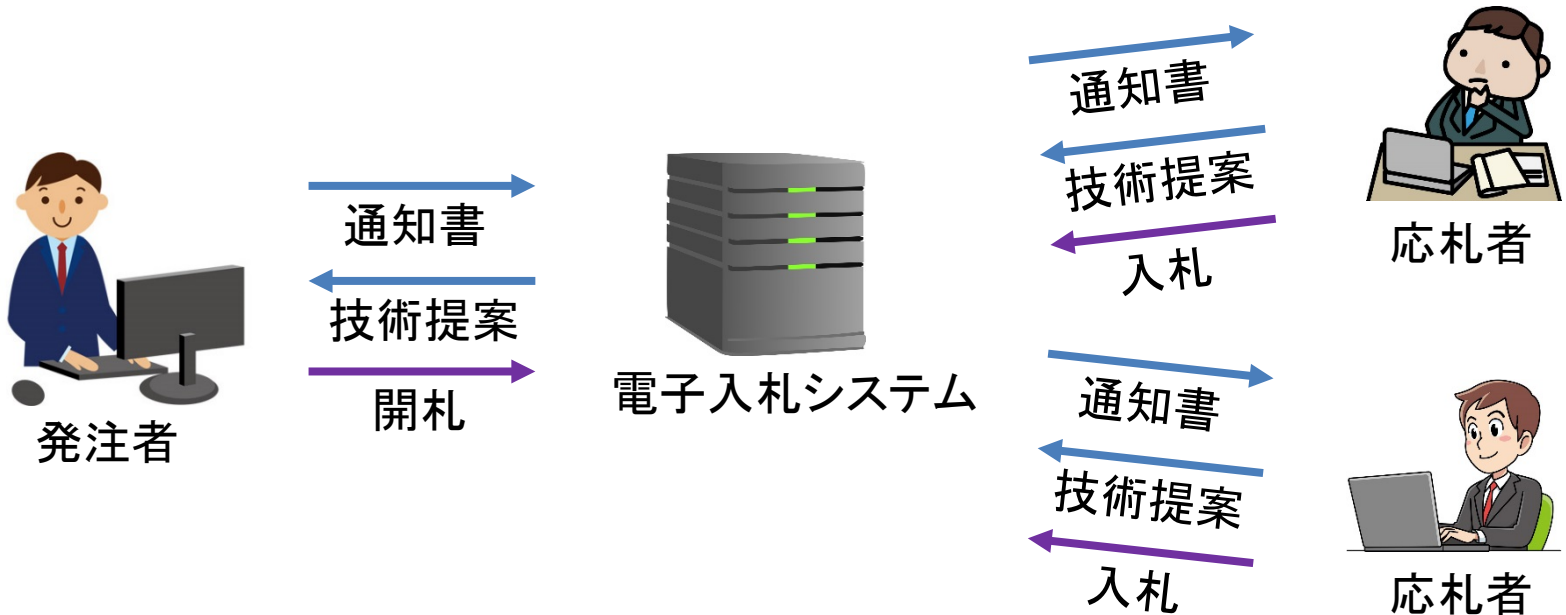 通知書
技術提案
開札
発注者
電子入札システム
通知書
技術提案
入札
応札者
通知書
技術提案
入札
応札者